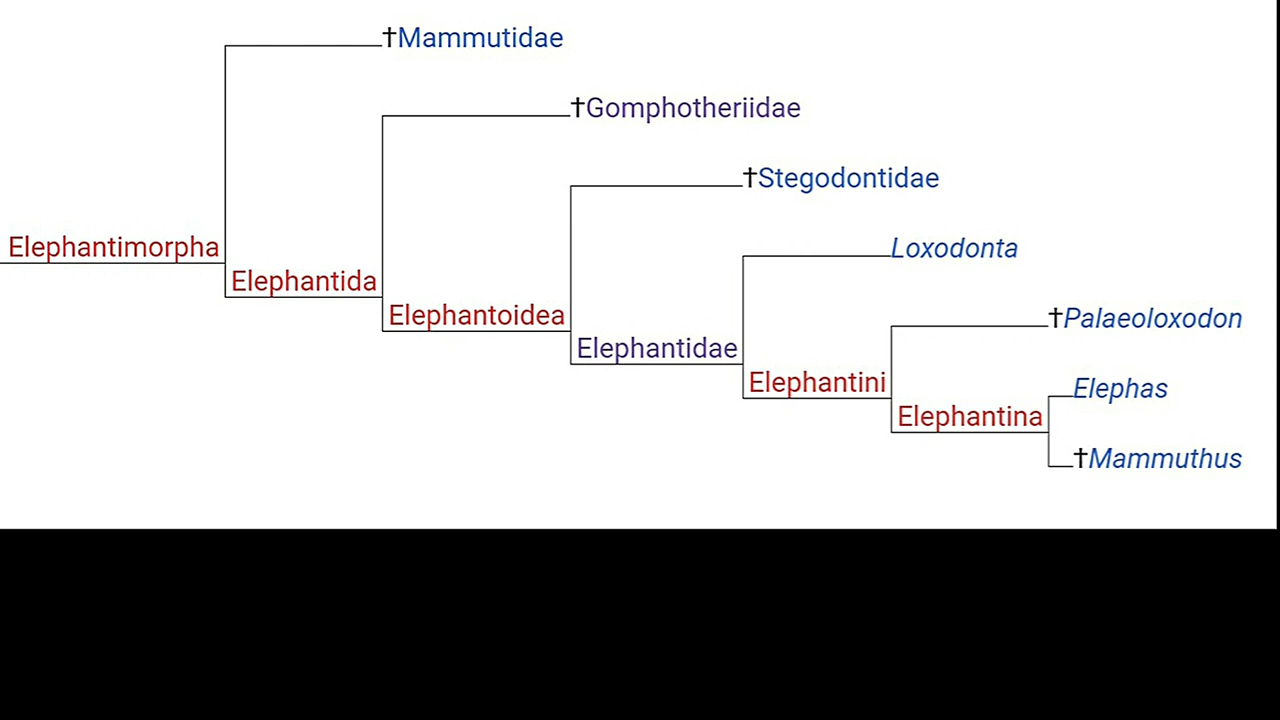 †Mammutidae
†Gomphotheriidae
†Stegodontidae
Elephantimorpha
Loxodonta
Elephantida
Elephantoidea
†Palaeoloxodon
Elephantidae
Elephantini
Elephas
Elephantina
†Mammuthus